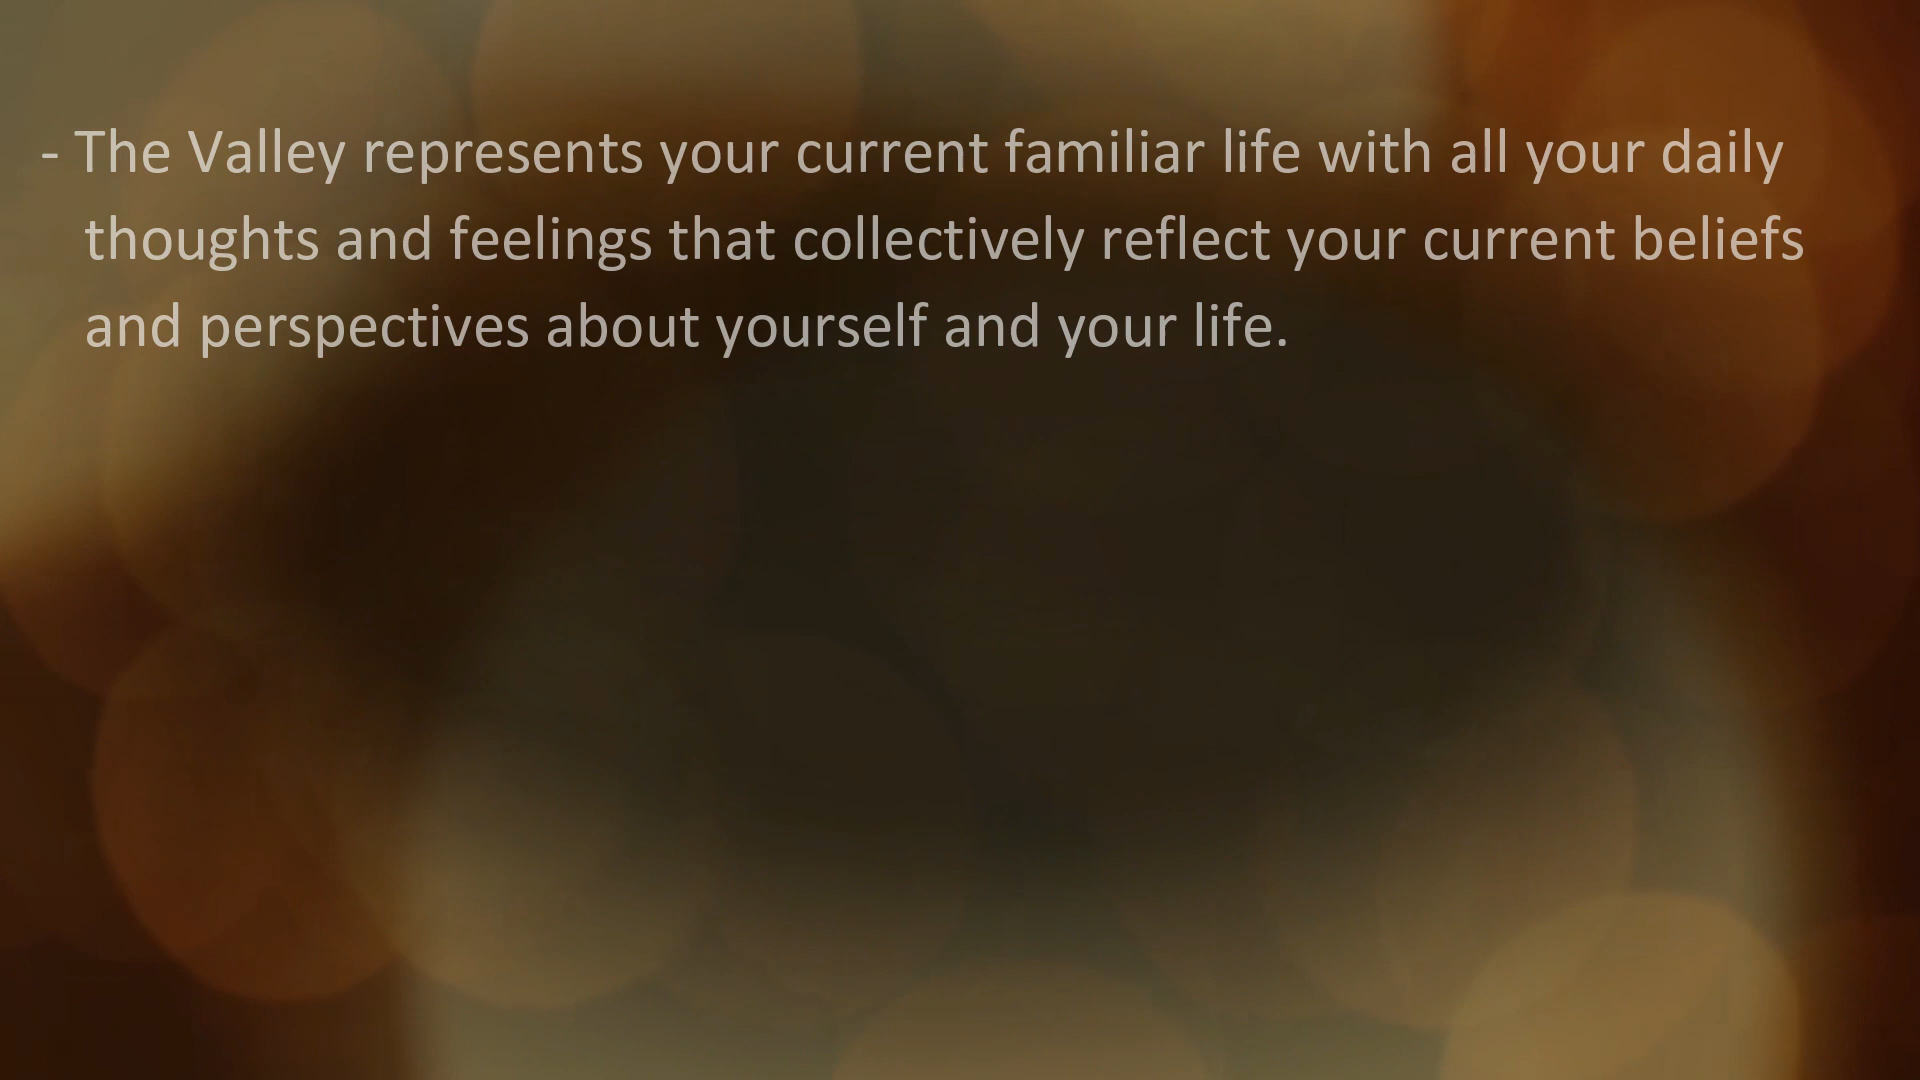 - The Valley represents your current familiar life with all your daily
thoughts and feelings that collectively reflect your current beliefs
and perspectives about yourself and your life.